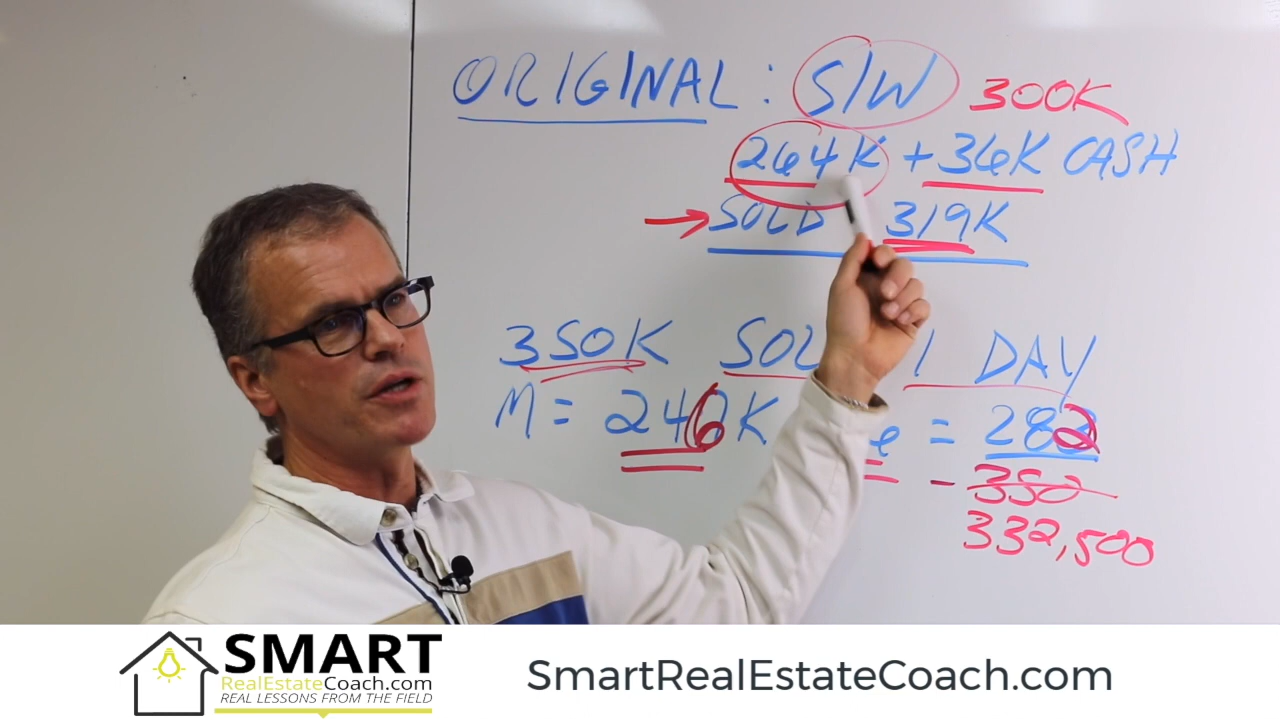 ORIGINAL : S/W 300K
264K + 36K CASH
SOLD 319K
350K 1 DAY
M = 246K = 282
- 350
332,500
SMART
RealEstateCoach.com
REAL LESSONS FROM THE FIELD
SmartRealEstateCoach.com